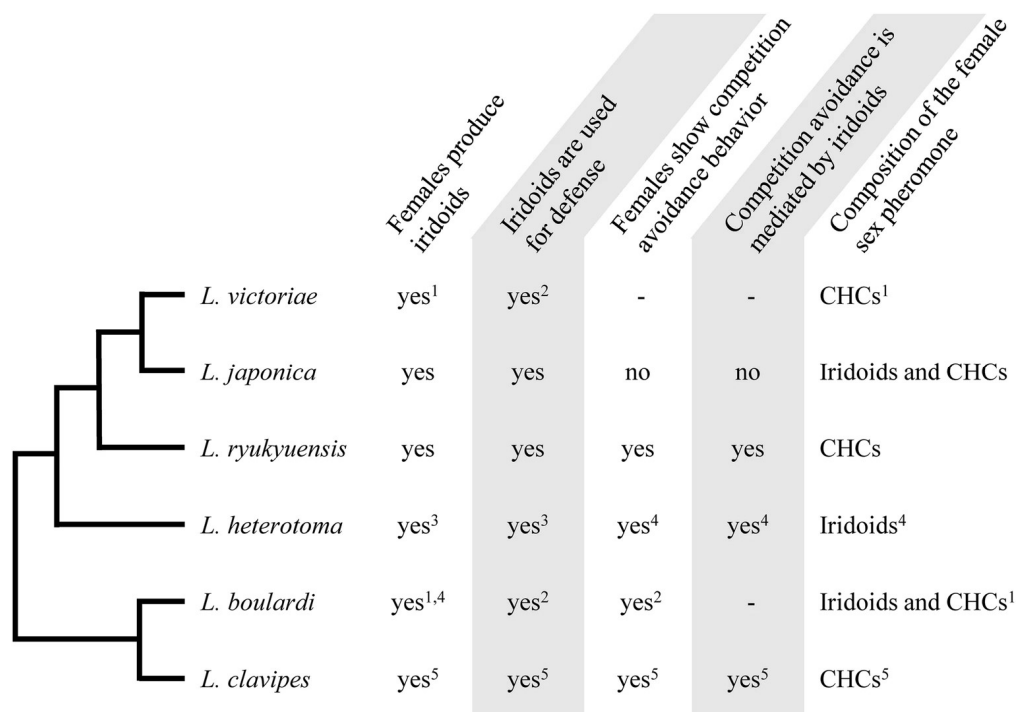 Females produce
iridoids
Iridoids are used
for defense
Females show competition
avoidance behavior
Competition avoidance is
mediated by iridoids
Composition of the female
sex pheromone
L. victoriae yes¹ yes² - - CHCs¹
L. japonica yes yes no no Iridoids and CHCs
L. ryukyuensis yes yes yes yes CHCs
L. heterotoma yes³ yes³ yes⁴ yes⁴ Iridoids⁴
L. boulardi yes¹,⁴ yes² yes² - Iridoids and CHCs¹
L. clavipes yes⁵ yes⁵ yes⁵ yes⁵ CHCs⁵